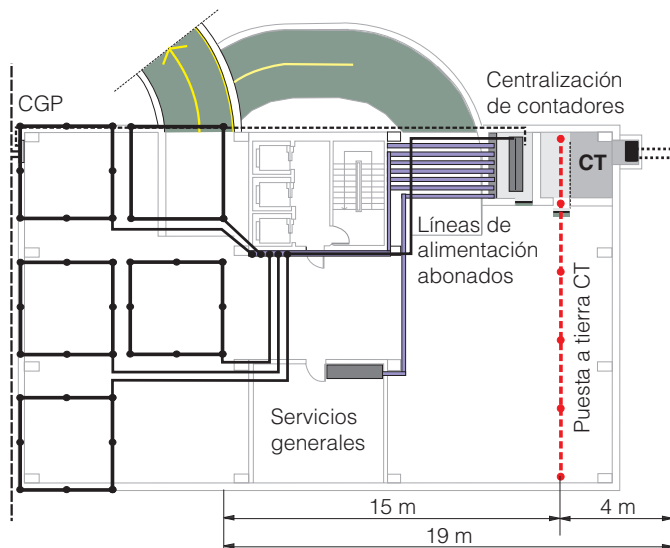 CGP
Centralización
de contadores
CT
Líneas de
alimentación
abonados
Puesta a tierra CT
Servicios
generales
15 m
4 m
19 m